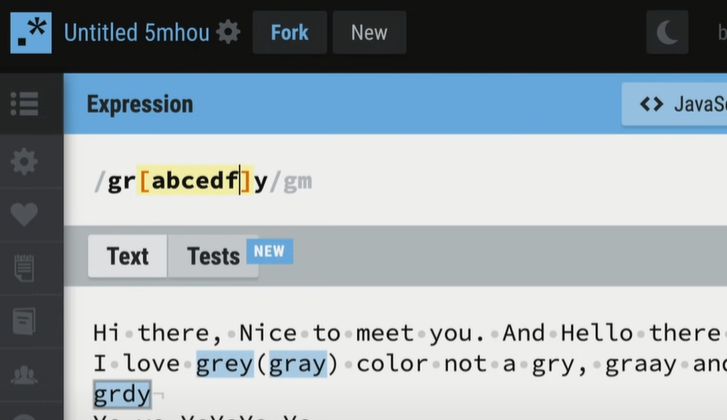 .*
Untitled 5mhou Fork New
Expression
<> JavaS
/gr[abcedf]y/gm
Text Tests NEW
Hi there, Nice to meet you. And Hello there
I love grey(gray) color not a gry, graay and
grdy